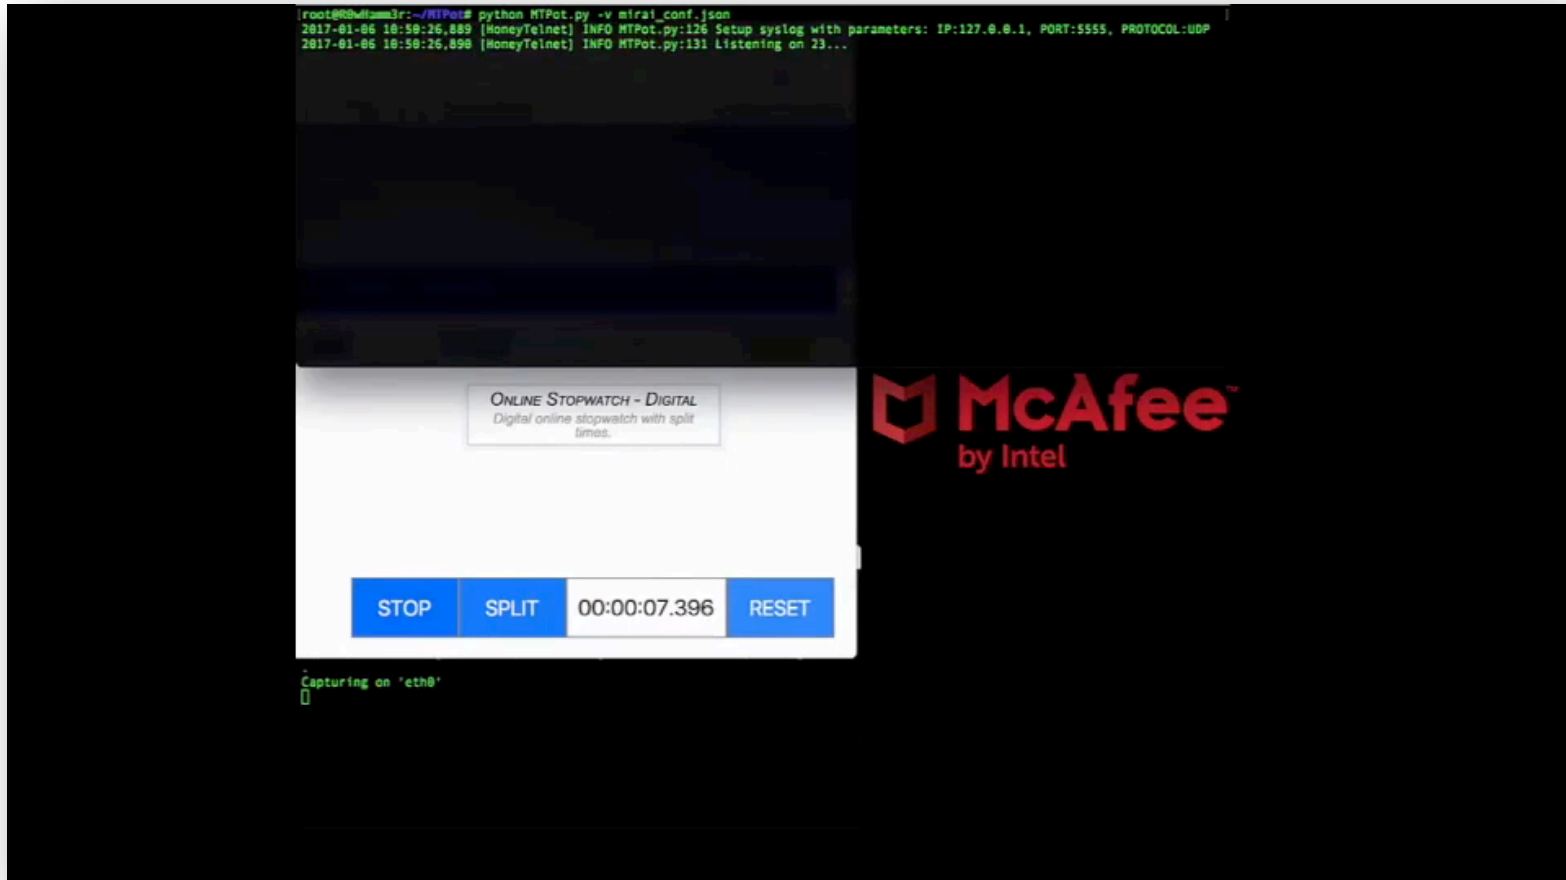 root@R0wHamm3r:~/MTPot# python MTPot.py -v mirai_conf.json
2017-01-06 10:50:26,889 [HoneyTelnet] INFO MTPot.py:126 Setup syslog with parameters: IP:127.0.0.1, PORT:5555, PROTOCOL:UDP
2017-01-06 10:50:26,890 [HoneyTelnet] INFO MTPot.py:131 Listening on 23...
McAfee™
by Intel
ONLINE STOPWATCH - DIGITAL
Digital online stopwatch with split
times.
STOP SPLIT 00:00:07.396 RESET
Capturing on 'eth0'